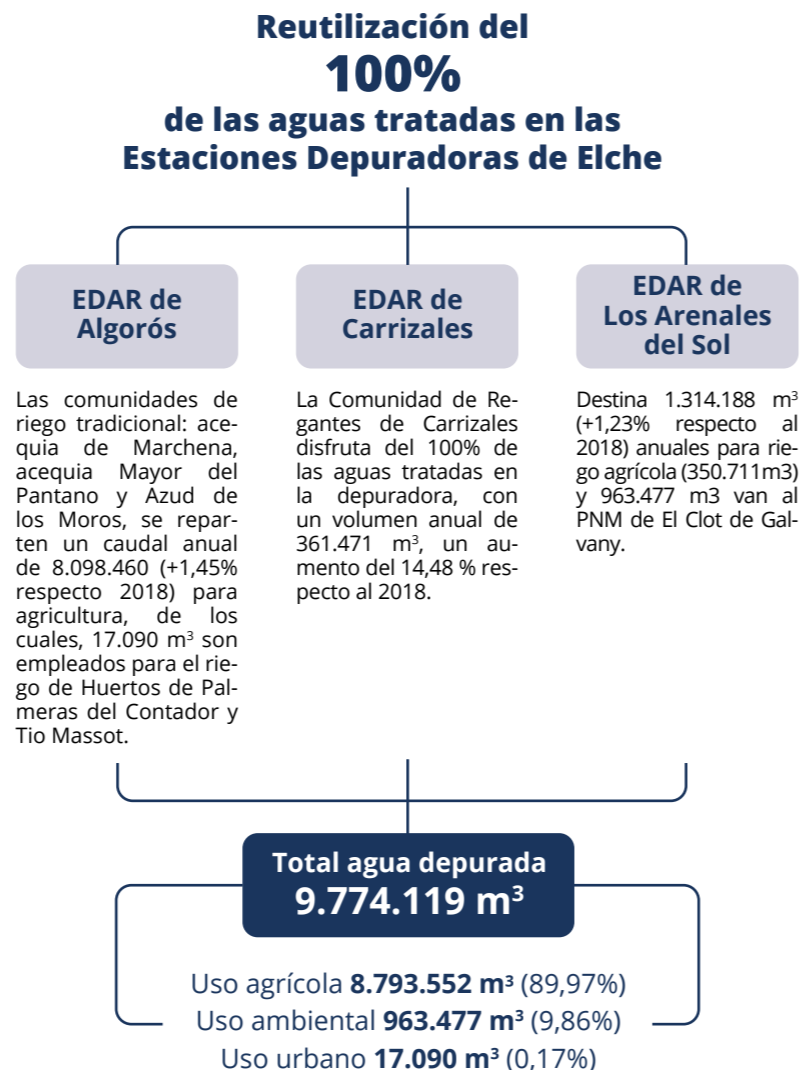 Reutilización del
100%
de las aguas tratadas en las
Estaciones Depuradoras de Elche
EDAR de
Algorós
Las comunidades de
riego tradicional: ace-
quia de Marchena,
acequia Mayor del
Pantano y Azud de
los Moros, se repar-
ten un caudal anual
de 8.098.460 (+1,45%
respecto 2018) para
agricultura, de los
cuales, 17.090 m³ son
empleados para el rie-
go de Huertos de Pal-
meras del Contador y
Tio Massot.
EDAR de
Carrizales
La Comunidad de Re-
gantes de Carrizales
disfruta del 100% de
las aguas tratadas en
la depuradora, con
un volumen anual de
361.471 m³, un au-
mento del 14,48 % res-
pecto al 2018.
EDAR de
Los Arenales
del Sol
Destina 1.314.188 m³
(+1,23% respecto al
2018) anuales para rie-
go agrícola (350.711m3)
y 963.477 m3 van al
PNM de El Clot de Gal-
vany.
Total agua depurada
9.774.119 m³
Uso agrícola 8.793.552 m³ (89,97%)
Uso ambiental 963.477 m³ (9,86%)
Uso urbano 17.090 m³ (0,17%)